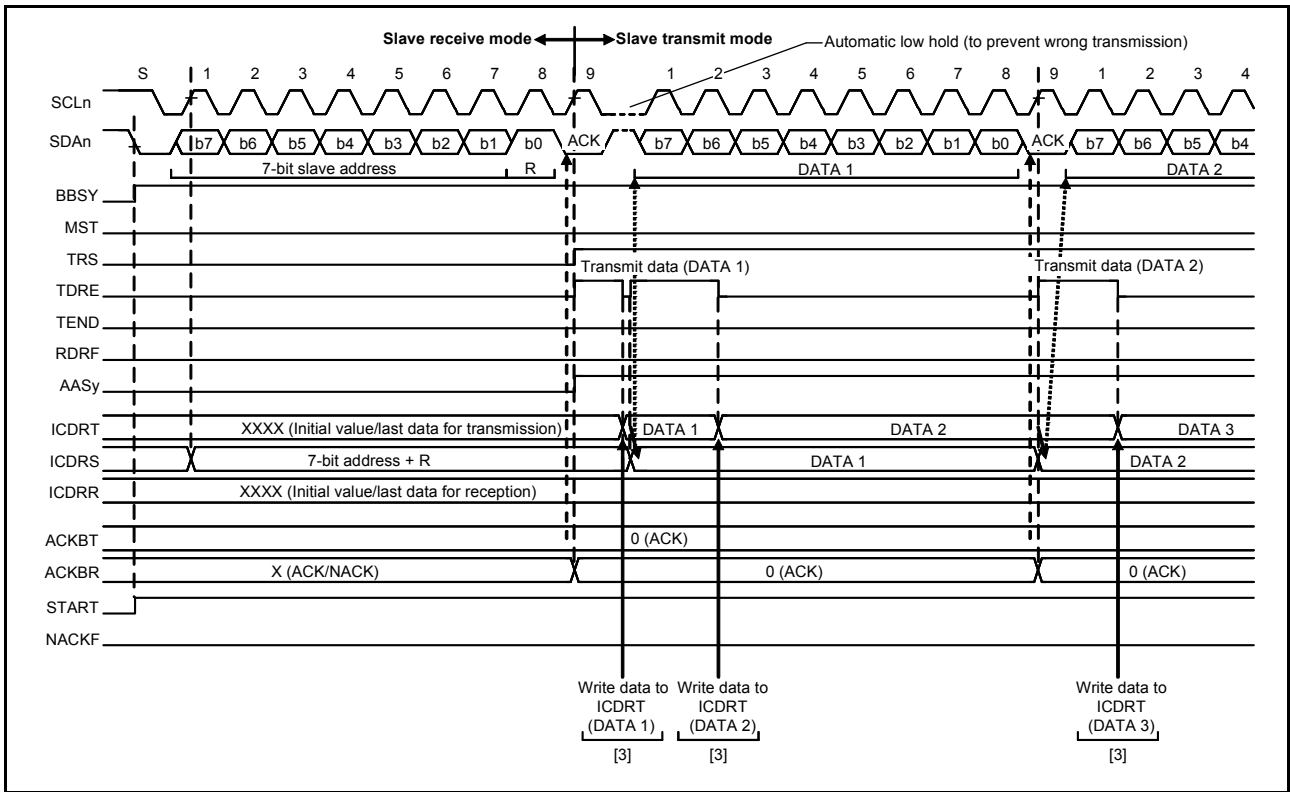 Slave receive mode Slave transmit mode Automatic low hold (to prevent wrong transmission)
S 1 2 3 4 5 6 7 8 9 1 2 3 4 5 6 7 8 9 1 2 3 4
SCLn
SDAn b7 b6 b5 b4 b3 b2 b1 b0 ACK b7 b6 b5 b4 b3 b2 b1 b0 ACK b7 b6 b5 b4
7-bit slave address R DATA 1 DATA 2
BBSY
MST
TRS
Transmit data (DATA 1) Transmit data (DATA 2)
TDRE
TEND
RDRF
AASy
ICDRT XXXX (Initial value/last data for transmission) DATA 1 DATA 2 DATA 3
ICDRS 7-bit address + R DATA 1 DATA 2
ICDRR XXXX (Initial value/last data for reception)
ACKBT 0 (ACK)
ACKBR X (ACK/NACK) 0 (ACK) 0 (ACK)
START
NACKF
Write data to Write data to Write data to
ICDRT ICDRT ICDRT
(DATA 1) (DATA 2) (DATA 3)
[3] [3] [3]